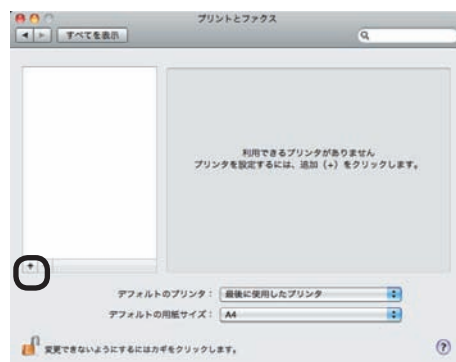 プリントとファクス
すべてを表示
利用できるプリンタがありません
プリンタを設定するには、追加（+）をクリックします。
+
デフォルトのプリンタ： 最後に使用したプリンタ
デフォルトの用紙サイズ： A4
変更できないようにするにはカギをクリックします。
?